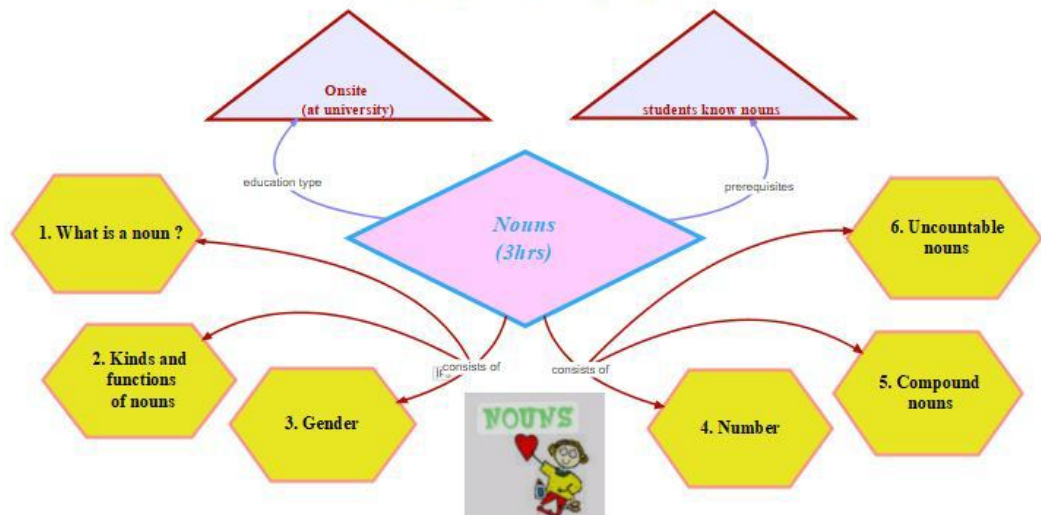 Onsite
(at university)
students know nouns
education type
prerequisites
Nouns
(3hrs)
1. What is a noun ?
6. Uncountable
nouns
2. Kinds and
functions
of nouns
consists of
consists of
5. Compound
nouns
3. Gender
4. Number
NOUNS